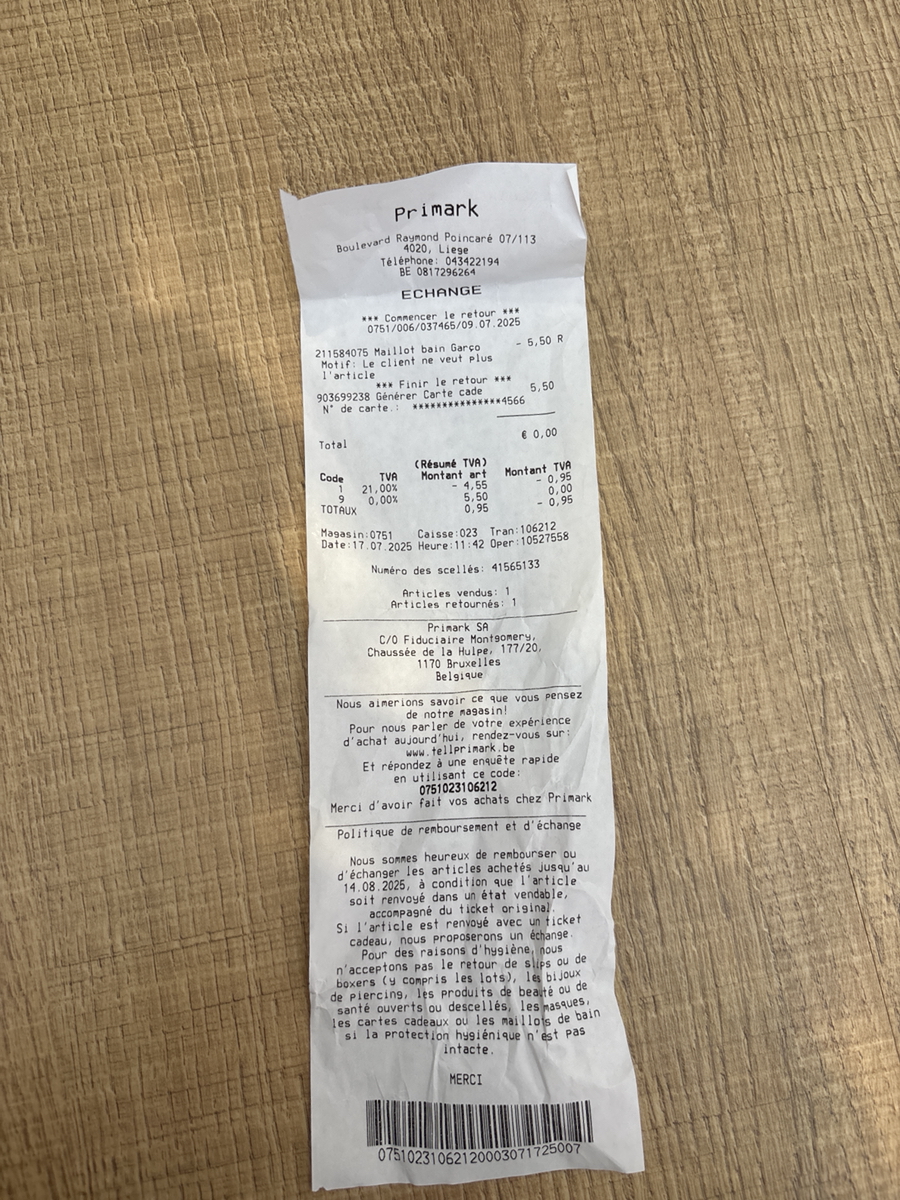 Primark
Boulevard Raymond Poincaré 07/113
4020, Liege
Téléphone: 043422194
BE 0817296264
ECHANGE
*** Commencer le retour ***
0751/006/037465/09.07.2025
211584075 Maillot bain Garço - 5,50 R
Motif: Le client ne veut plus
l'article
*** Finir le retour ***
903699238 Générer Carte cade 5,50
N° de carte.: ***************4566
Total € 0,00
(Résumé TVA)
Code TVA Montant art Montant TVA
1 21,00% - 4,55 - 0,95
9 0,00% 5,50 0,00
TOTAUX 0,95 - 0,95
Magasin:0751 Caisse:023 Tran:106212
Date:17.07.2025 Heure:11:42 Oper:10527558
Numéro des scellés: 41565133
Articles vendus: 1
Articles retournés: 1
Primark SA
C/O Fiduciaire Montgomery,
Chaussée de la Hulpe, 177/20,
1170 Bruxelles
Belgique
Nous aimerions savoir ce que vous pensez
de notre magasin!
Pour nous parler de votre expérience
d'achat aujourd'hui, rendez-vous sur:
www.tellprimark.be
Et répondez à une enquête rapide
en utilisant ce code:
0751023106212
Merci d'avoir fait vos achats chez Primark
Politique de remboursement et d'échange
Nous sommes heureux de rembourser ou
d'échanger les articles achetés jusqu'au
14.08.2025, à condition que l'article
soit renvoyé dans un état vendable,
accompagné du ticket original.
Si l'article est renvoyé avec un ticket
cadeau, nous proposerons un échange.
Pour des raisons d'hygiène, nous
n'acceptons pas le retour de slips ou de
boxers (y compris les lots), les bijoux
de piercing, les produits de beauté ou de
santé ouverts ou descellés, les masques,
les cartes cadeaux ou les maillots de bain
si la protection hygiénique n'est pas
intacte.
MERCI
07510231062120003071725007